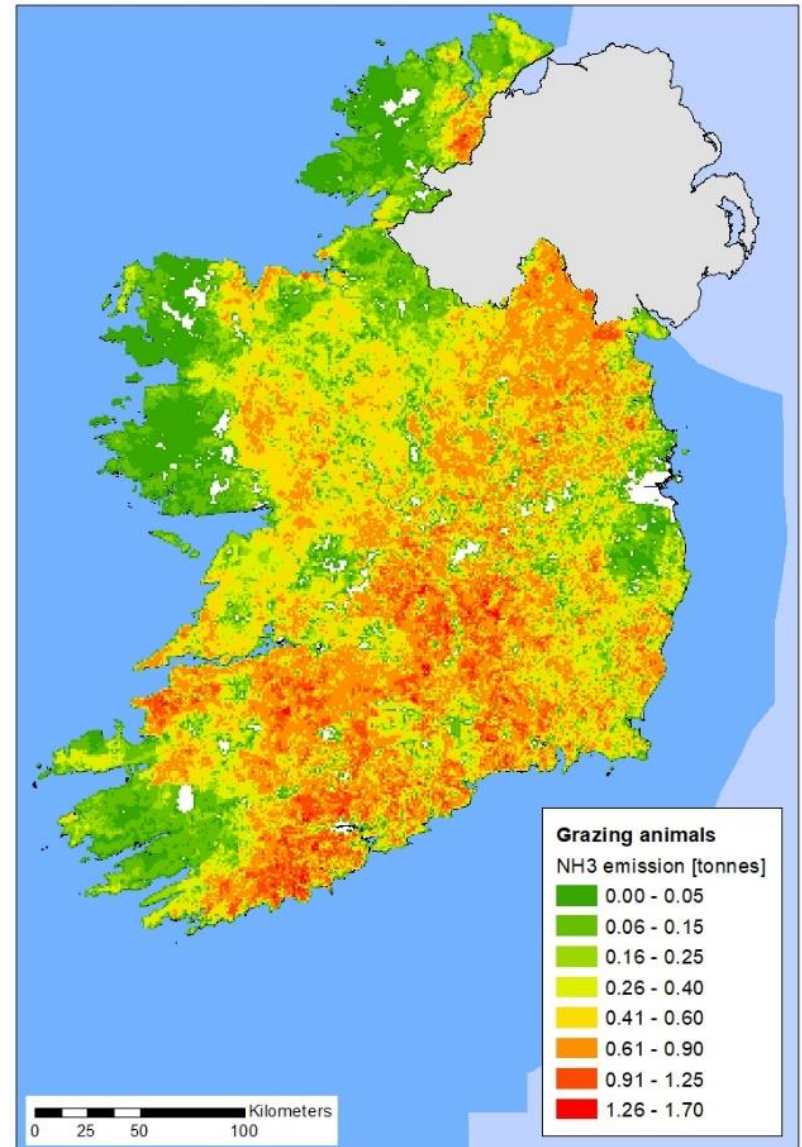 Grazing animals
NH3 emission [tonnes]
0.00 - 0.05
0.06 - 0.15
0.16 - 0.25
0.26 - 0.40
0.41 - 0.60
0.61 - 0.90
0.91 - 1.25
1.26 - 1.70
Kilometers
0 25 50 100